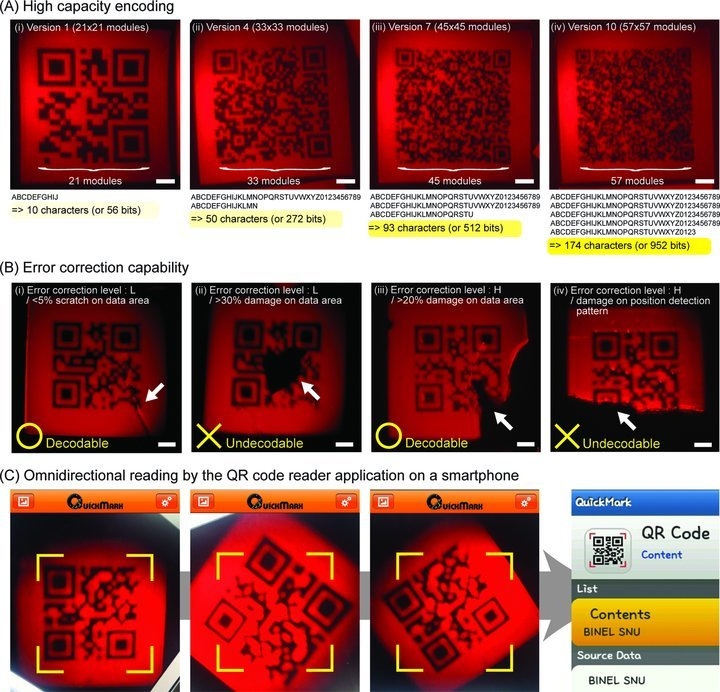 (A) High capacity encoding
(i) Version 1 (21x21 modules)
(ii) Version 4 (33x33 modules)
(iii) Version 7 (45x45 modules)
(iv) Version 10 (57x57 modules)
21 modules
33 modules
45 modules
57 modules
ABCDEFGHIJ
=> 10 characters (or 56 bits)
ABCDEFGHIJKLMNOPQRSTUVWXYZ0123456789
ABCDEFGHIJKLMN
=> 50 characters (or 272 bits)
ABCDEFGHIJKLMNOPQRSTUVWXYZ0123456789
ABCDEFGHIJKLMNOPQRSTUVWXYZ0123456789
ABCDEFGHIJKLMNOPQRSTU
=> 93 characters (or 512 bits)
ABCDEFGHIJKLMNOPQRSTUVWXYZ0123456789
ABCDEFGHIJKLMNOPQRSTUVWXYZ0123456789
ABCDEFGHIJKLMNOPQRSTUVWXYZ0123456789
ABCDEFGHIJKLMNOPQRSTUVWXYZ0123456789
ABCDEFGHIJKLMNOPQRSTUVWXYZ0123
=> 174 characters (or 952 bits)
(B) Error correction capability
(i) Error correction level : L
/ <5% scratch on data area
Decodable
(ii) Error correction level : L
/ >30% damage on data area
Undecodable
(iii) Error correction level : H
/ >20% damage on data area
Decodable
(iv) Error correction level : H
/ damage on position detection
pattern
Undecodable
(C) Omnidirectional reading by the QR code reader application on a smartphone
QuickMark
QuickMark
QuickMark
QuickMark
QR Code
Content
List
Contents
BINEL SNU
Source Data
BINEL SNU